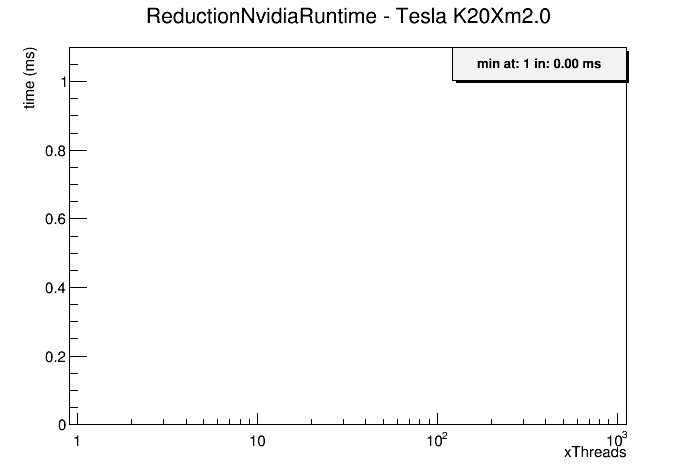 ReductionNvidiaRuntime - Tesla K20Xm2.0
time (ms)
min at: 1 in: 0.00 ms
1
0.8
0.6
0.4
0.2
0
1 10 10² 10³
xThreads